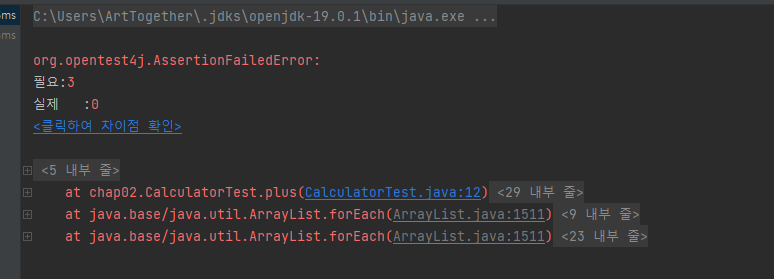 5ms
ms
C:\Users\ArtTogether\.jdks\openjdk-19.0.1\bin\java.exe ...
org.opentest4j.AssertionFailedError:
필요:3
실제   :0
<클릭하여 차이점 확인>
<5 내부 줄>
at chap02.CalculatorTest.plus(CalculatorTest.java:12) <29 내부 줄>
at java.base/java.util.ArrayList.forEach(ArrayList.java:1511) <9 내부 줄>
at java.base/java.util.ArrayList.forEach(ArrayList.java:1511) <23 내부 줄>